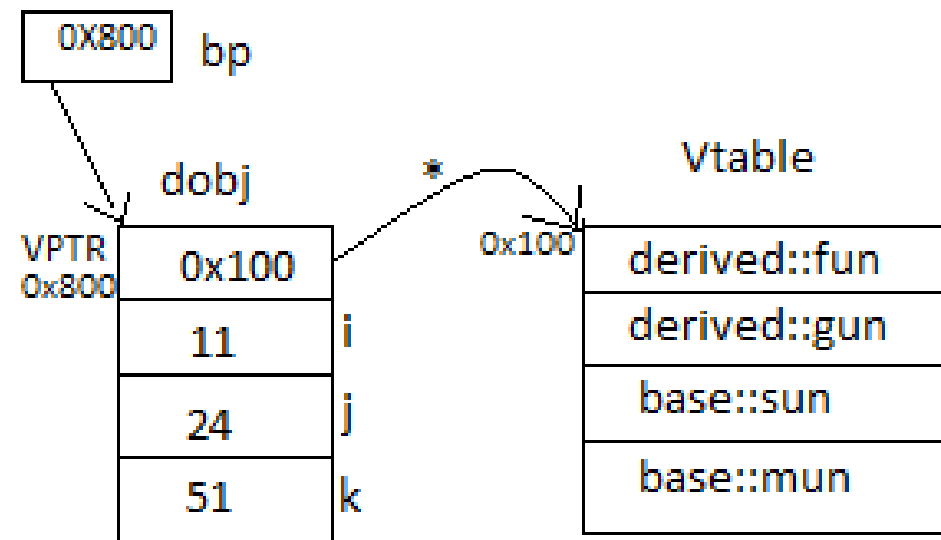 0X800
bp
Vtable
dobj
*
VPTR
0x800
0x100
0x100
derived::fun
11
i
derived::gun
24
j
base::sun
51
k
base::mun